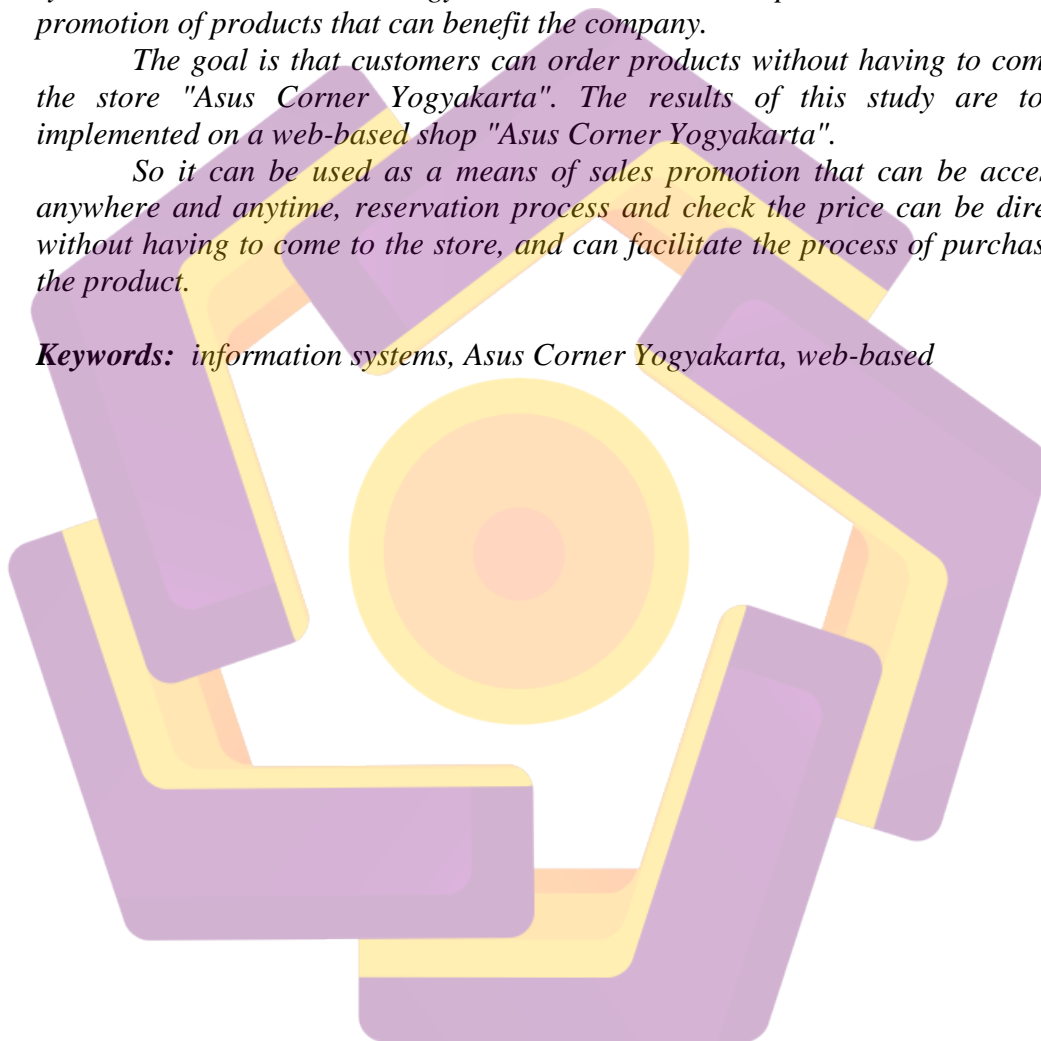 promotion of products that can benefit the company.
The goal is that customers can order products without having to com
the store "Asus Corner Yogyakarta". The results of this study are to
implemented on a web-based shop "Asus Corner Yogyakarta".
So it can be used as a means of sales promotion that can be acce
anywhere and anytime, reservation process and check the price can be dire
without having to come to the store, and can facilitate the process of purchas
the product.
Keywords: information systems, Asus Corner Yogyakarta, web-based